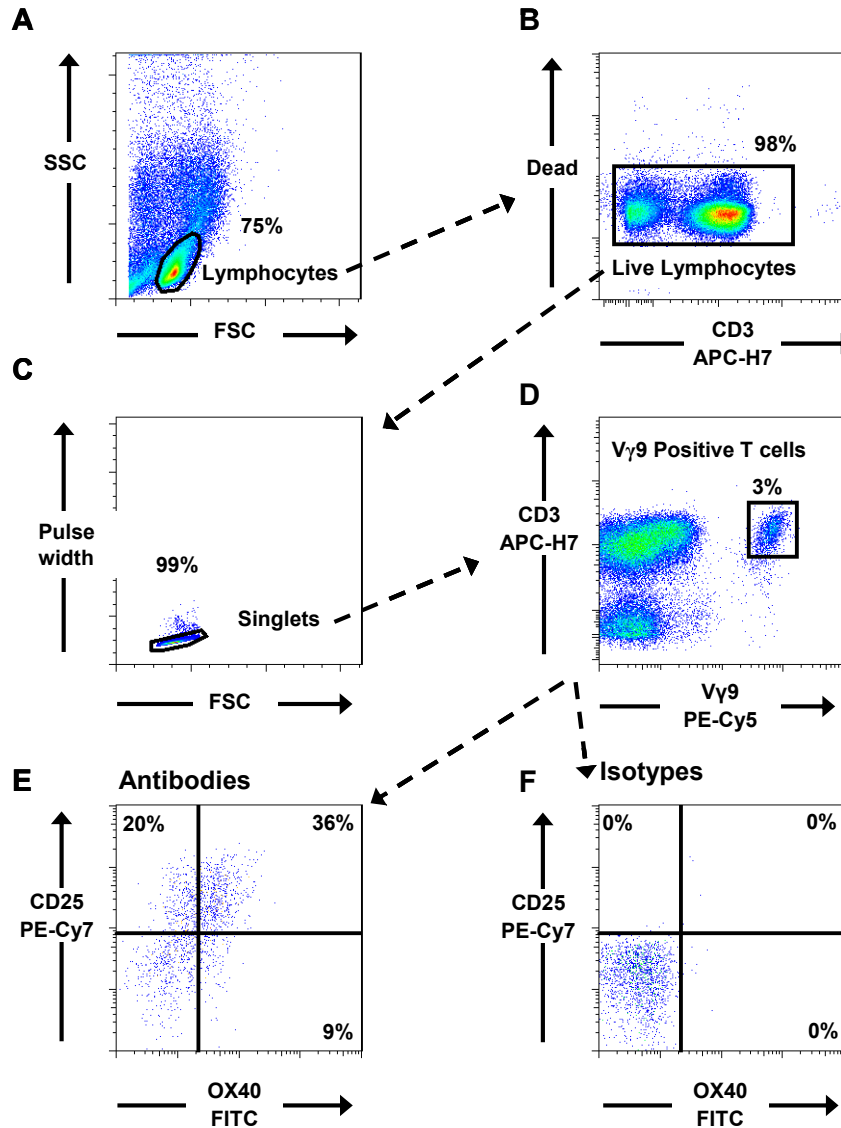 A
SSC
75%
Lymphocytes
FSC
B
Dead
98%
Live Lymphocytes
CD3
APC-H7
C
Pulse
width
99%
Singlets
FSC
D
Vγ9 Positive T cells
3%
CD3
APC-H7
Vγ9
PE-Cy5
E
Antibodies
20%
36%
CD25
PE-Cy7
9%
OX40
FITC
F
Isotypes
0%
0%
CD25
PE-Cy7
0%
OX40
FITC